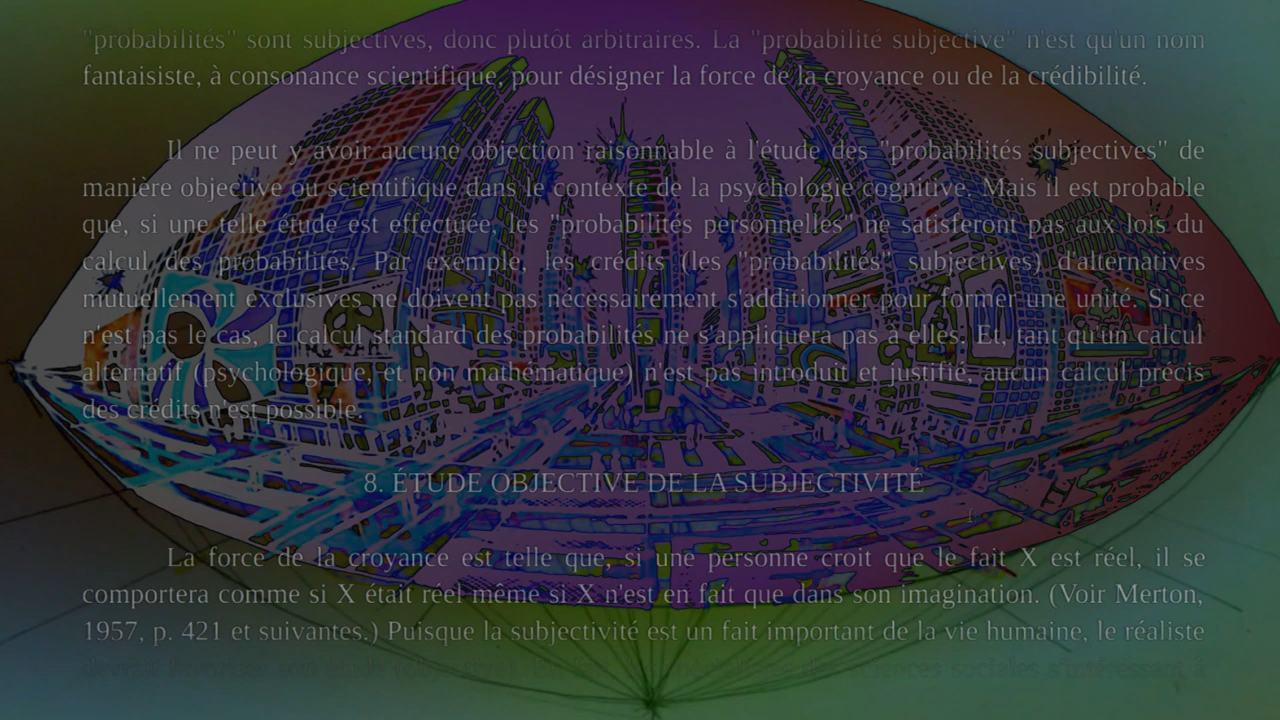 "probabilités" sont subjectives, donc plutôt arbitraires. La "probabilité subjective" n'est qu'un nom
fantaisiste, à consonance scientifique, pour désigner la force de la croyance ou de la crédibilité.
Il ne peut y avoir aucune objection raisonnable à l'étude des "probabilités subjectives" de
manière objective ou scientifique dans le contexte de la psychologie cognitive. Mais il est probable
que, si une telle étude est effectuée, les "probabilités personnelles" ne satisferont pas aux lois du
calcul des probabilités. Par exemple, les crédits (les "probabilités" subjectives) d'alternatives
mutuellement exclusives ne doivent pas nécessairement s'additionner pour former une unité. Si ce
n'est pas le cas, le calcul standard des probabilités ne s'appliquera pas à elles. Et, tant qu'un calcul
alternatif (psychologique, et non mathématique) n'est pas introduit et justifié, aucun calcul précis
des crédits n'est possible.
8. ÉTUDE OBJECTIVE DE LA SUBJECTIVITÉ
La force de la croyance est telle que, si une personne croit que le fait X est réel, il se
comportera comme si X était réel même si X n'est en fait que dans son imagination. (Voir Merton,
1957, p. 421 et suivantes.) Puisque la subjectivité est un fait important de la vie humaine, le réaliste
sciences sociales s'intéressant à